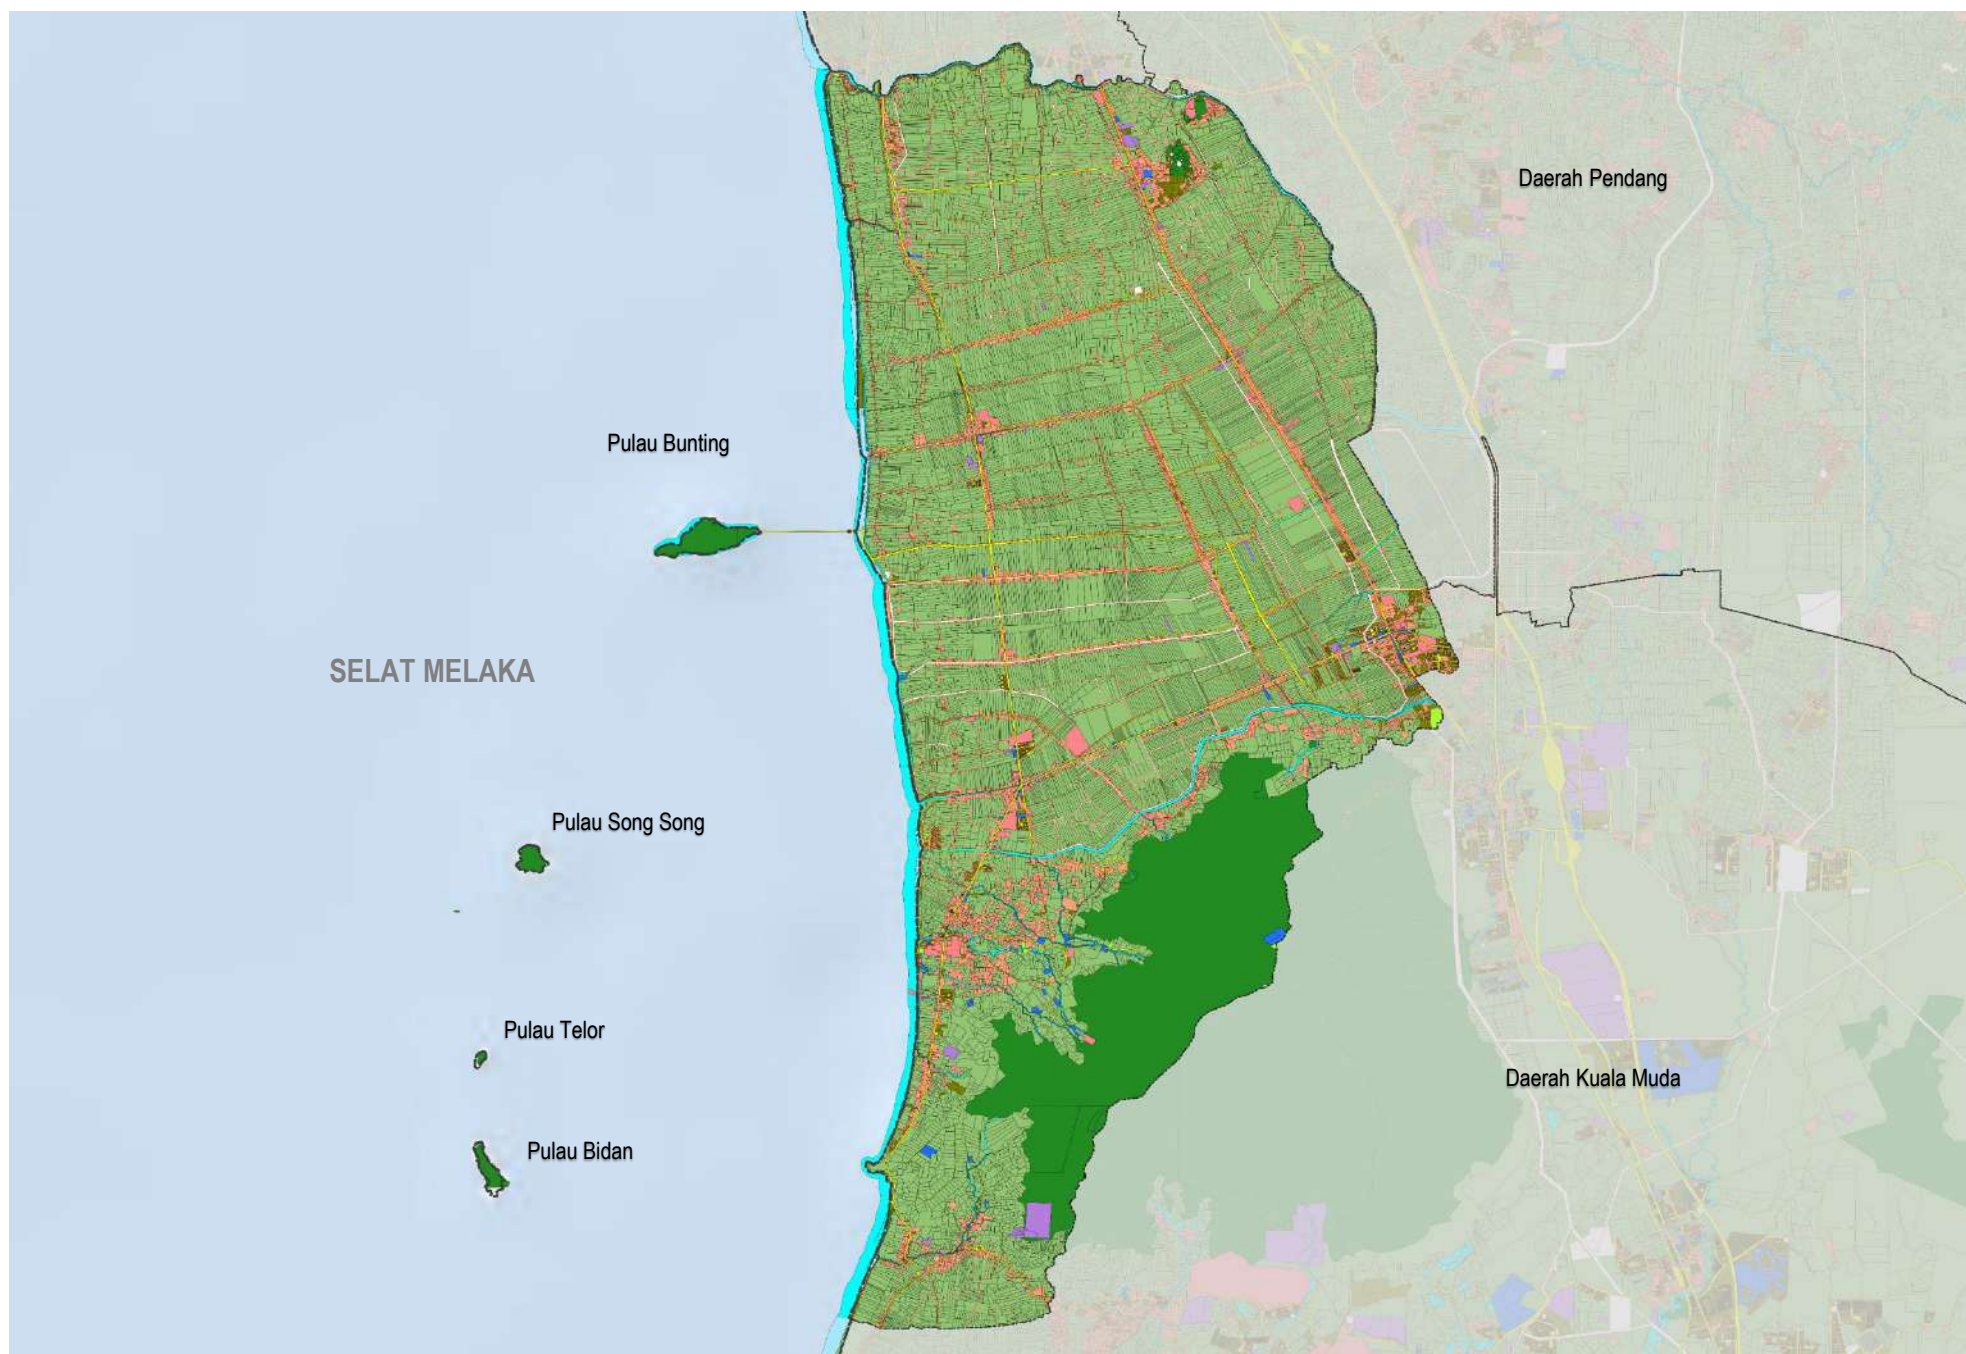 Daerah Pendang
Pulau Bunting
SELAT MELAKA
Pulau Song Song
Pulau Telor
Daerah Kuala Muda
Pulau Bidan